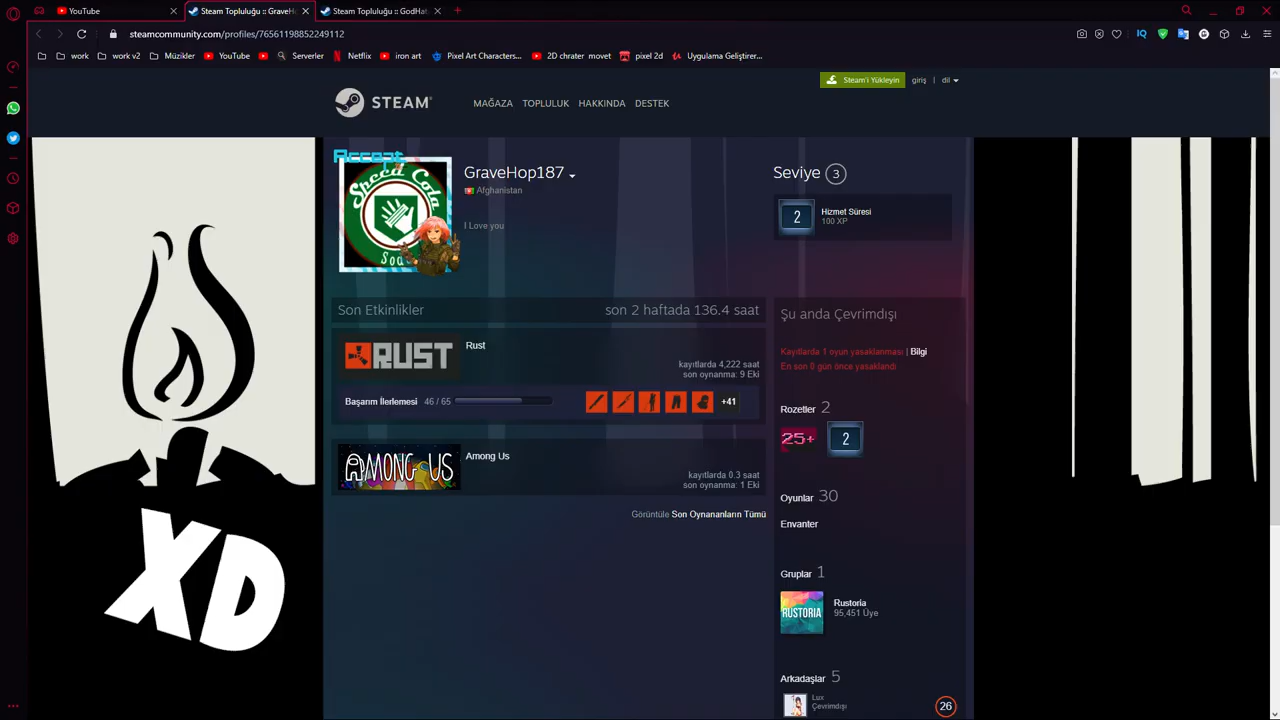 YouTube
Steam Topluluğu :: GraveH
Steam Topluluğu :: GodHat
steamcommunity.com/profiles/76561198852249112
work
work v2
Müzikler
YouTube
Serverler
Netflix
iron art
Pixel Art Characters...
2D chrater movet
pixel 2d
Uygulama Geliştirer...
Steam'i Yükleyin
giriş | dil
STEAM
MAĞAZA TOPLULUK HAKKINDA DESTEK
Accept
Speed Cola
Soda
GraveHop187
Afghanistan
I Love you
Seviye 3
2
Hizmet Süresi
100 XP
Son Etkinlikler
son 2 haftada 136.4 saat
RUST
Rust
kayıtlarda 4,222 saat
son oynanma: 9 Eki
Başarım İlerlemesi 46 / 65
+41
AMONG US
Among Us
kayıtlarda 0.3 saat
son oynanma: 1 Eki
Görüntüle Son Oynananların Tümü
Şu anda Çevrimdışı
Kayıtlarda 1 oyun yasaklanması | Bilgi
En son 0 gün önce yasaklandı
Rozetler 2
25+
2
Oyunlar 30
Envanter
Gruplar 1
RUSTORIA
Rustoria
95,451 Üye
Arkadaşlar 5
Lux
Çevrimdışı
26
XD